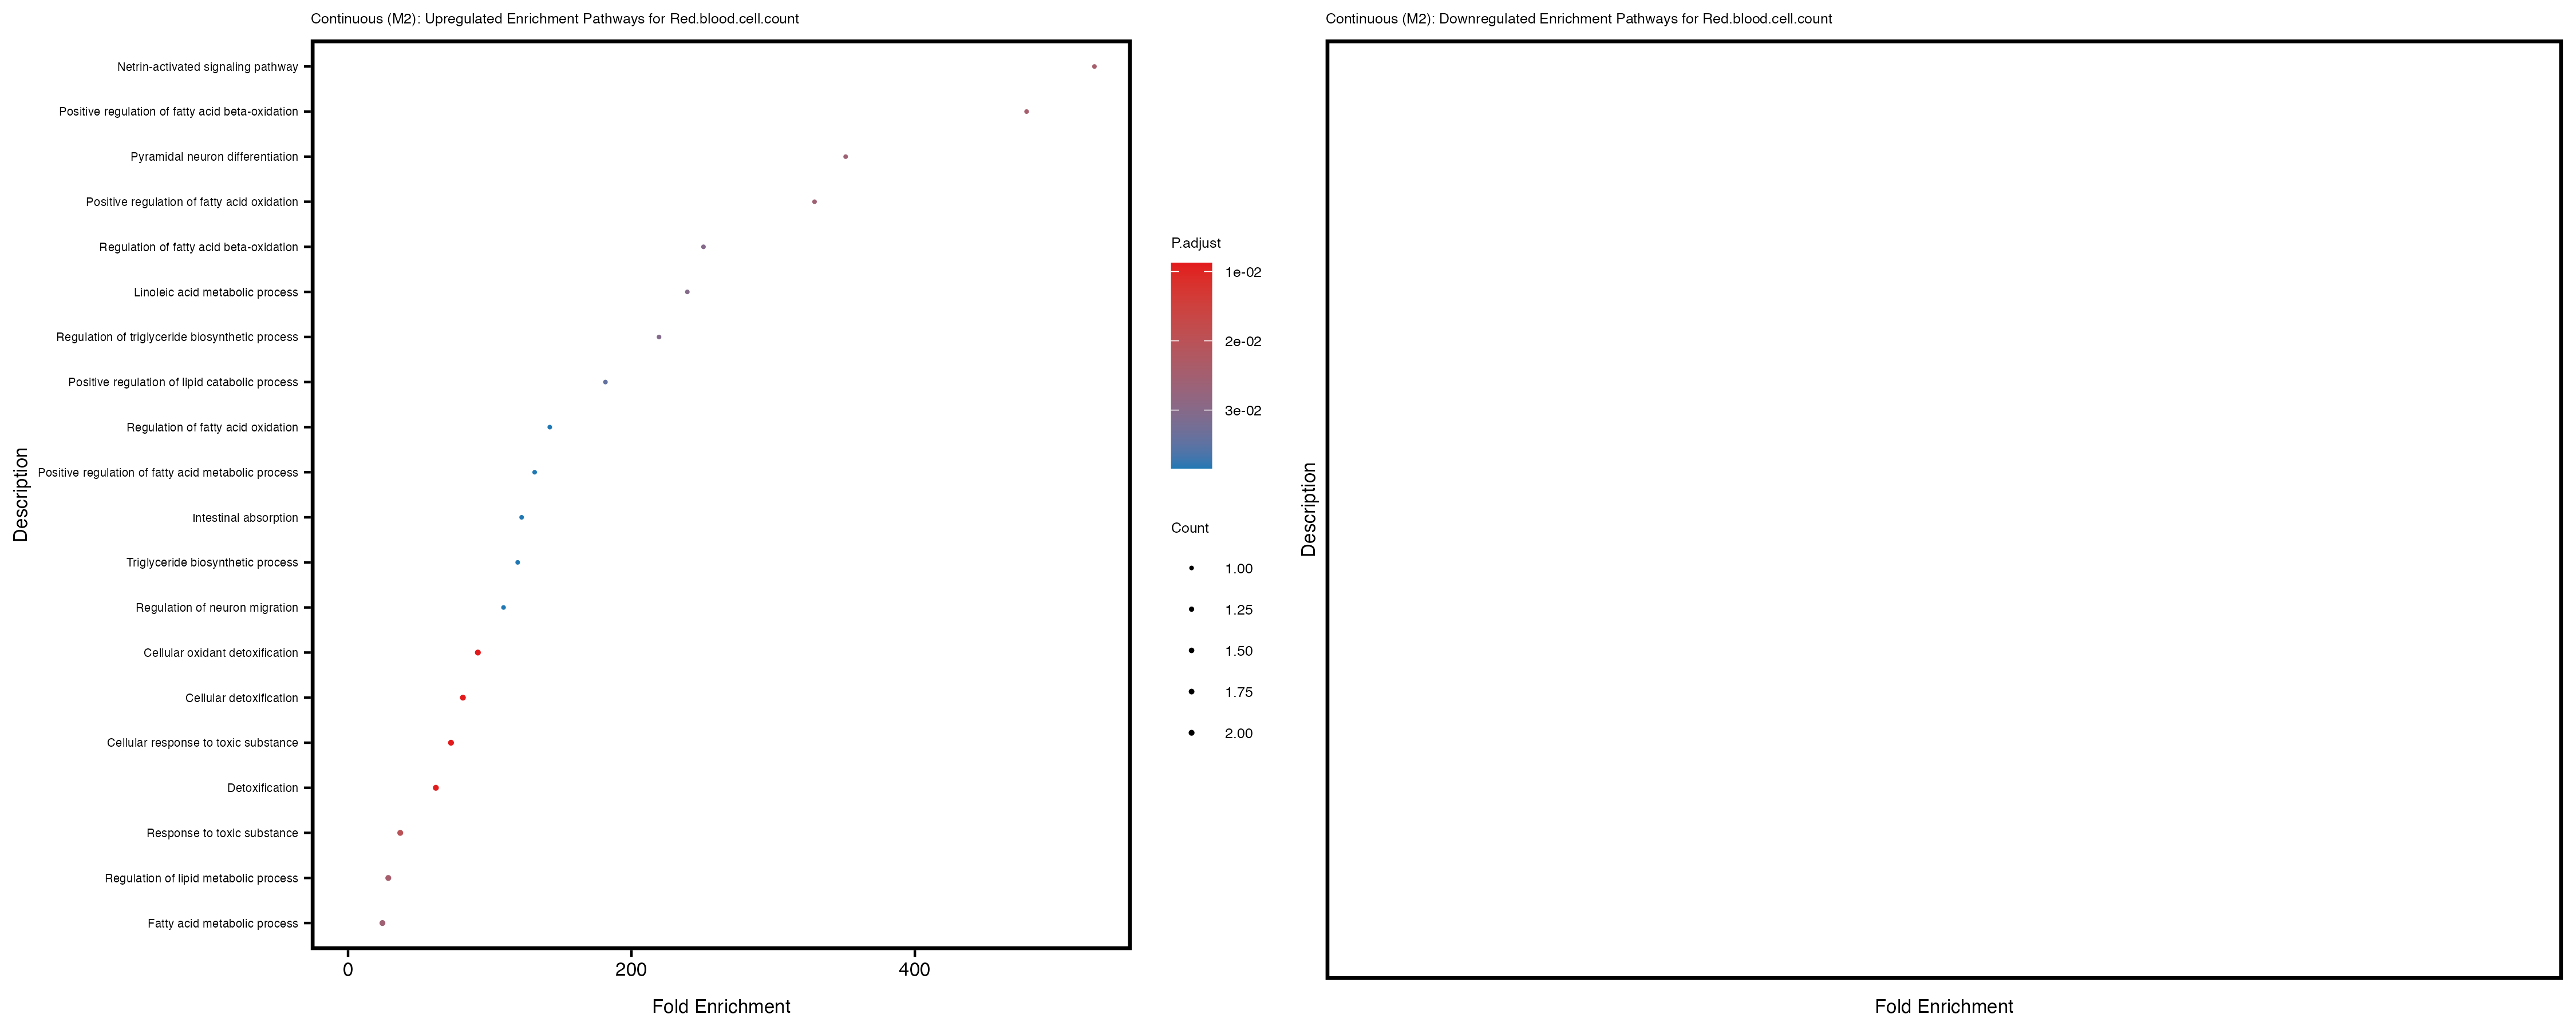 Continuous (M2): Upregulated Enrichment Pathways for Red.blood.cell.count
Description
Netrin-activated signaling pathway
Positive regulation of fatty acid beta-oxidation
Pyramidal neuron differentiation
Positive regulation of fatty acid oxidation
Regulation of fatty acid beta-oxidation
Linoleic acid metabolic process
Regulation of triglyceride biosynthetic process
Positive regulation of lipid catabolic process
Regulation of fatty acid oxidation
Positive regulation of fatty acid metabolic process
Intestinal absorption
Triglyceride biosynthetic process
Regulation of neuron migration
Cellular oxidant detoxification
Cellular detoxification
Cellular response to toxic substance
Detoxification
Response to toxic substance
Regulation of lipid metabolic process
Fatty acid metabolic process
0 200 400
Fold Enrichment
P.adjust
1e-02
2e-02
3e-02
Count
1.00
1.25
1.50
1.75
2.00
Continuous (M2): Downregulated Enrichment Pathways for Red.blood.cell.count
Description
Fold Enrichment